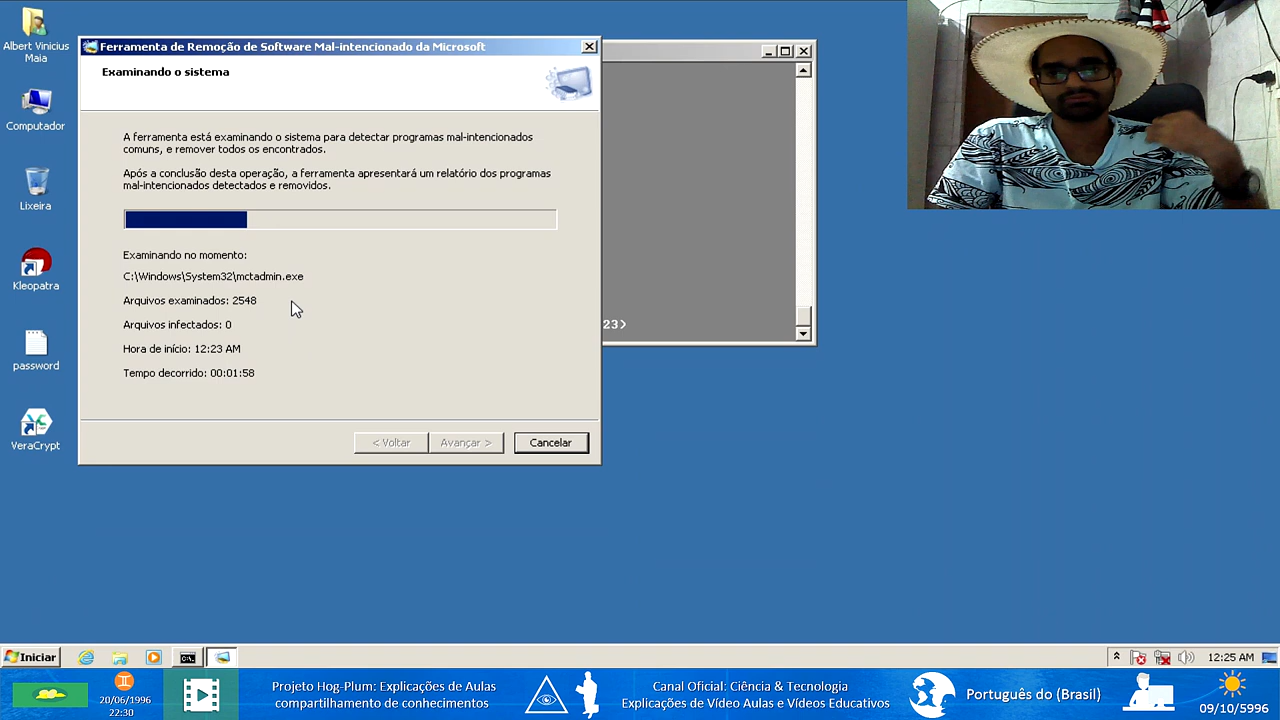 Albert Vinicius
Maia
Computador
Lixeira
Kleopatra
password
VeraCrypt
Ferramenta de Remoção de Software Mal-intencionado da Microsoft
Examinando o sistema
A ferramenta está examinando o sistema para detectar programas mal-intencionados
comuns, e remover todos os encontrados.
Após a conclusão desta operação, a ferramenta apresentará um relatório dos programas
mal-intencionados detectados e removidos.
Examinando no momento:
C:\Windows\System32\mctadmin.exe
Arquivos examinados: 2548
Arquivos infectados: 0
Hora de início: 12:23 AM
Tempo decorrido: 00:01:58
< Voltar
Avançar >
Cancelar
23>
Iniciar
C:\
12:25 AM
20/06/1996
22:30
Projeto Hog-Plum: Explicações de Aulas
compartilhamento de conhecimentos
Canal Oficial: Ciência & Tecnologia
Explicações de Vídeo Aulas e Vídeos Educativos
Português do (Brasil)
09/10/5996